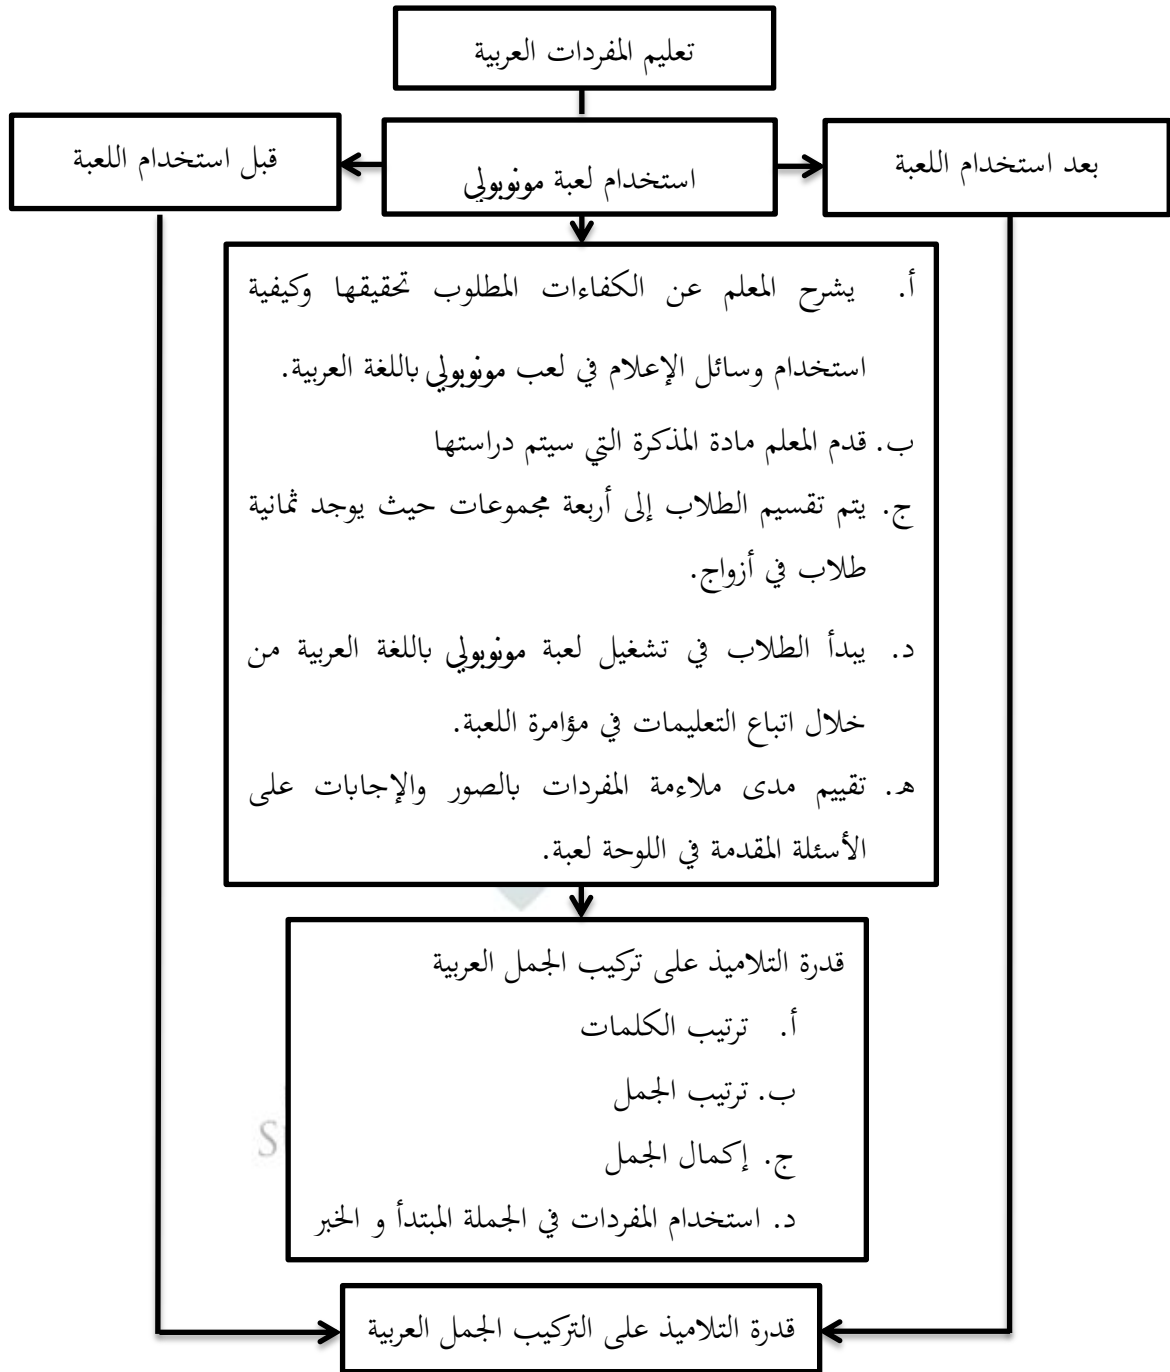 تعليم المفردات العربية
بعد استخدام اللعبة
استخدام لعبة مونوبولي
قبل استخدام اللعبة
أ. يشرح المعلم عن الكفاءات المطلوب تحقيقها وكيفية
استخدام وسائل الإعلام في لعب مونوبولي باللغة العربية.
ب. قدم المعلم مادة المذكرة التي سيتم دراستها
ج. يتم تقسيم الطلاب إلى أربعة مجموعات حيث يوجد ثمانية
طلاب في أزواج.
د. يبدأ الطلاب في تشغيل لعبة مونوبولي باللغة العربية من
خلال اتباع التعليمات في مؤامرة اللعبة.
هـ. تقييم مدى ملاءمة المفردات بالصور والإجابات على
الأسئلة المقدمة في اللوحة لعبة.
قدرة التلاميذ على تركيب الجمل العربية
أ. ترتيب الكلمات
ب. ترتيب الجمل
ج. إكمال الجمل
د. استخدام المفردات في الجملة المبتدأ و الخبر
قدرة التلاميذ على التركيب الجمل العربية